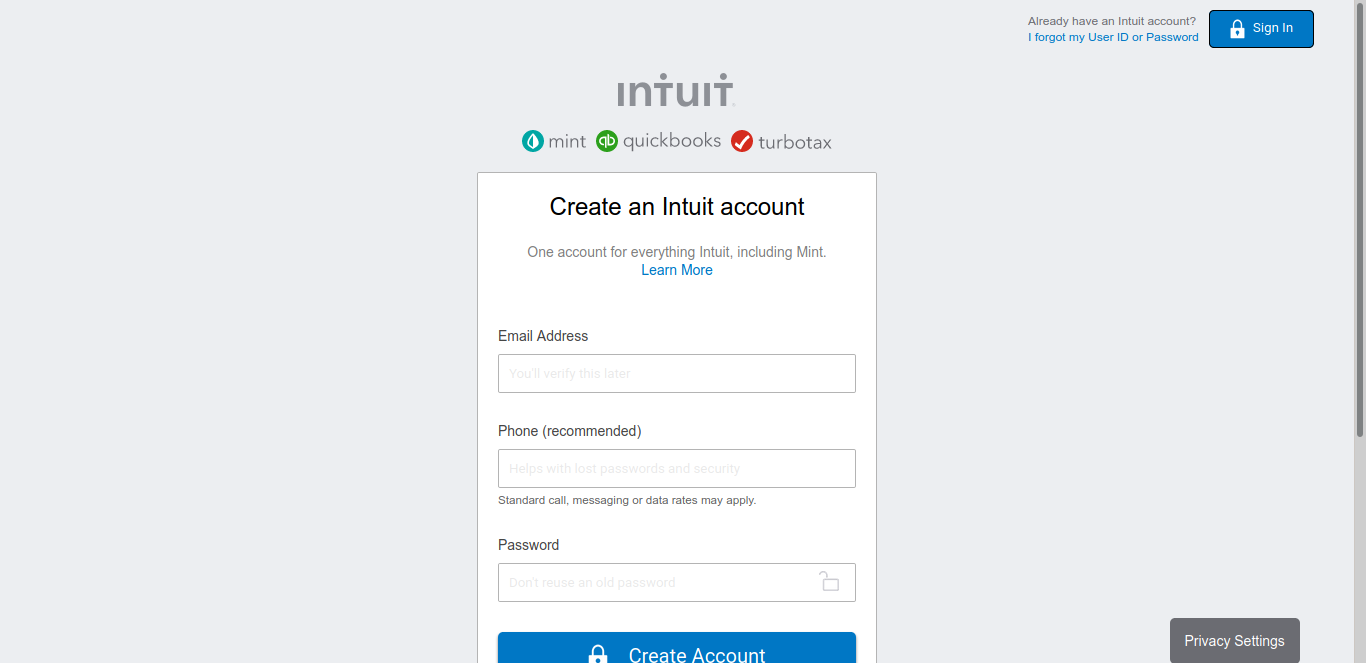 Already have an Intuit account?
I forgot my User ID or Password
Sign In
intuit
mint quickbooks turbotax
Create an Intuit account
One account for everything Intuit, including Mint.
Learn More
Email Address
You'll verify this later
Phone (recommended)
Helps with lost passwords and security
Standard call, messaging or data rates may apply.
Password
Don't reuse an old password
Create Account
Privacy Settings